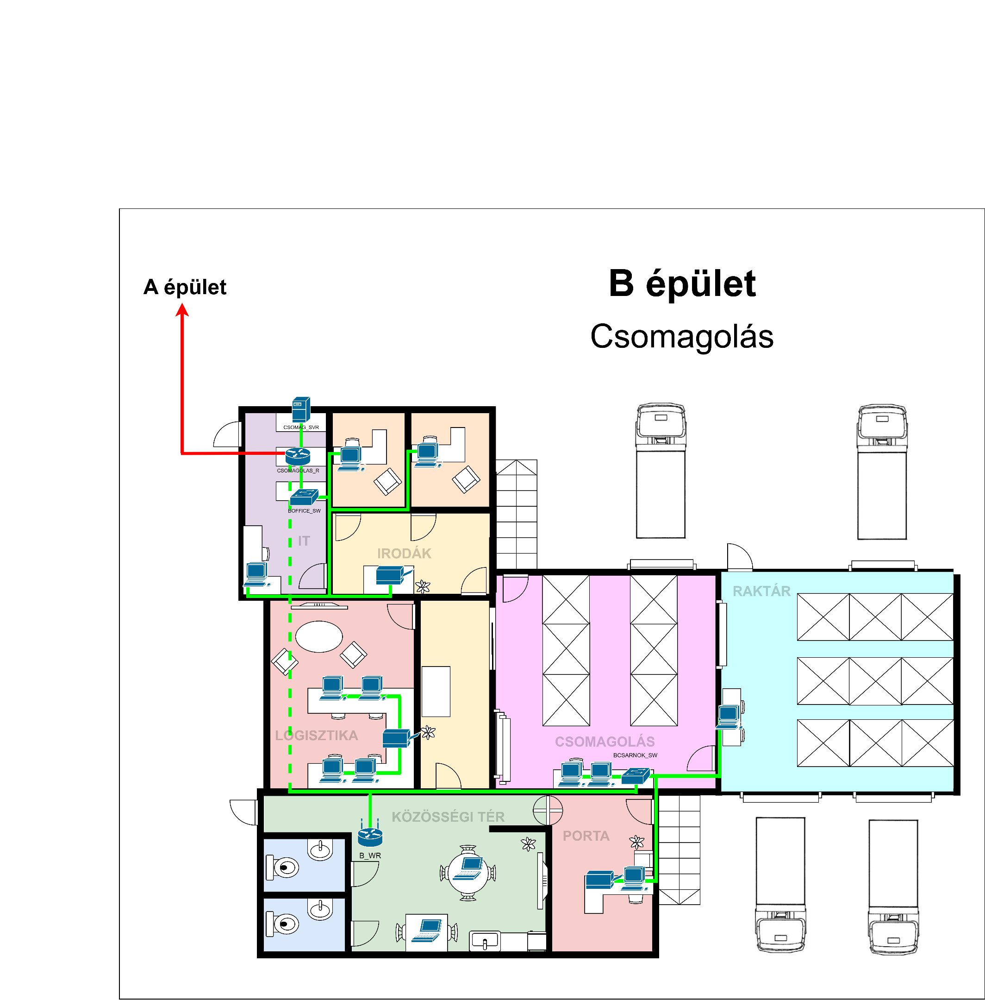 B épület
A épület
Csomagolás
CSOMAG_SVR
CSOMAGOLAS_R
BOFFICE_SW
IT
IRODÁK
RAKTÁR
LOGISZTIKA
CSOMAGOLÁS
BCSARNOK_SW
KÖZÖSSÉGI TÉR
PORTA
B_WR